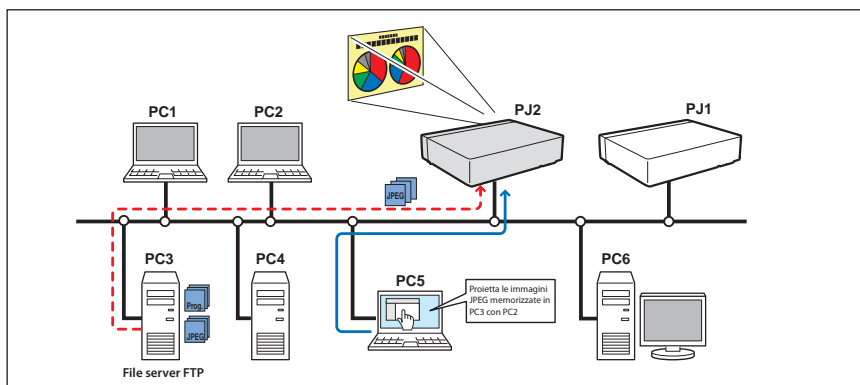 PC1
PC2
PJ2
PJ1
JPEG
PC3
PC4
PC5
PC6
Prog.
JPEG
Proietta le immagini
JPEG memorizzate in
PC3 con PC2
File server FTP